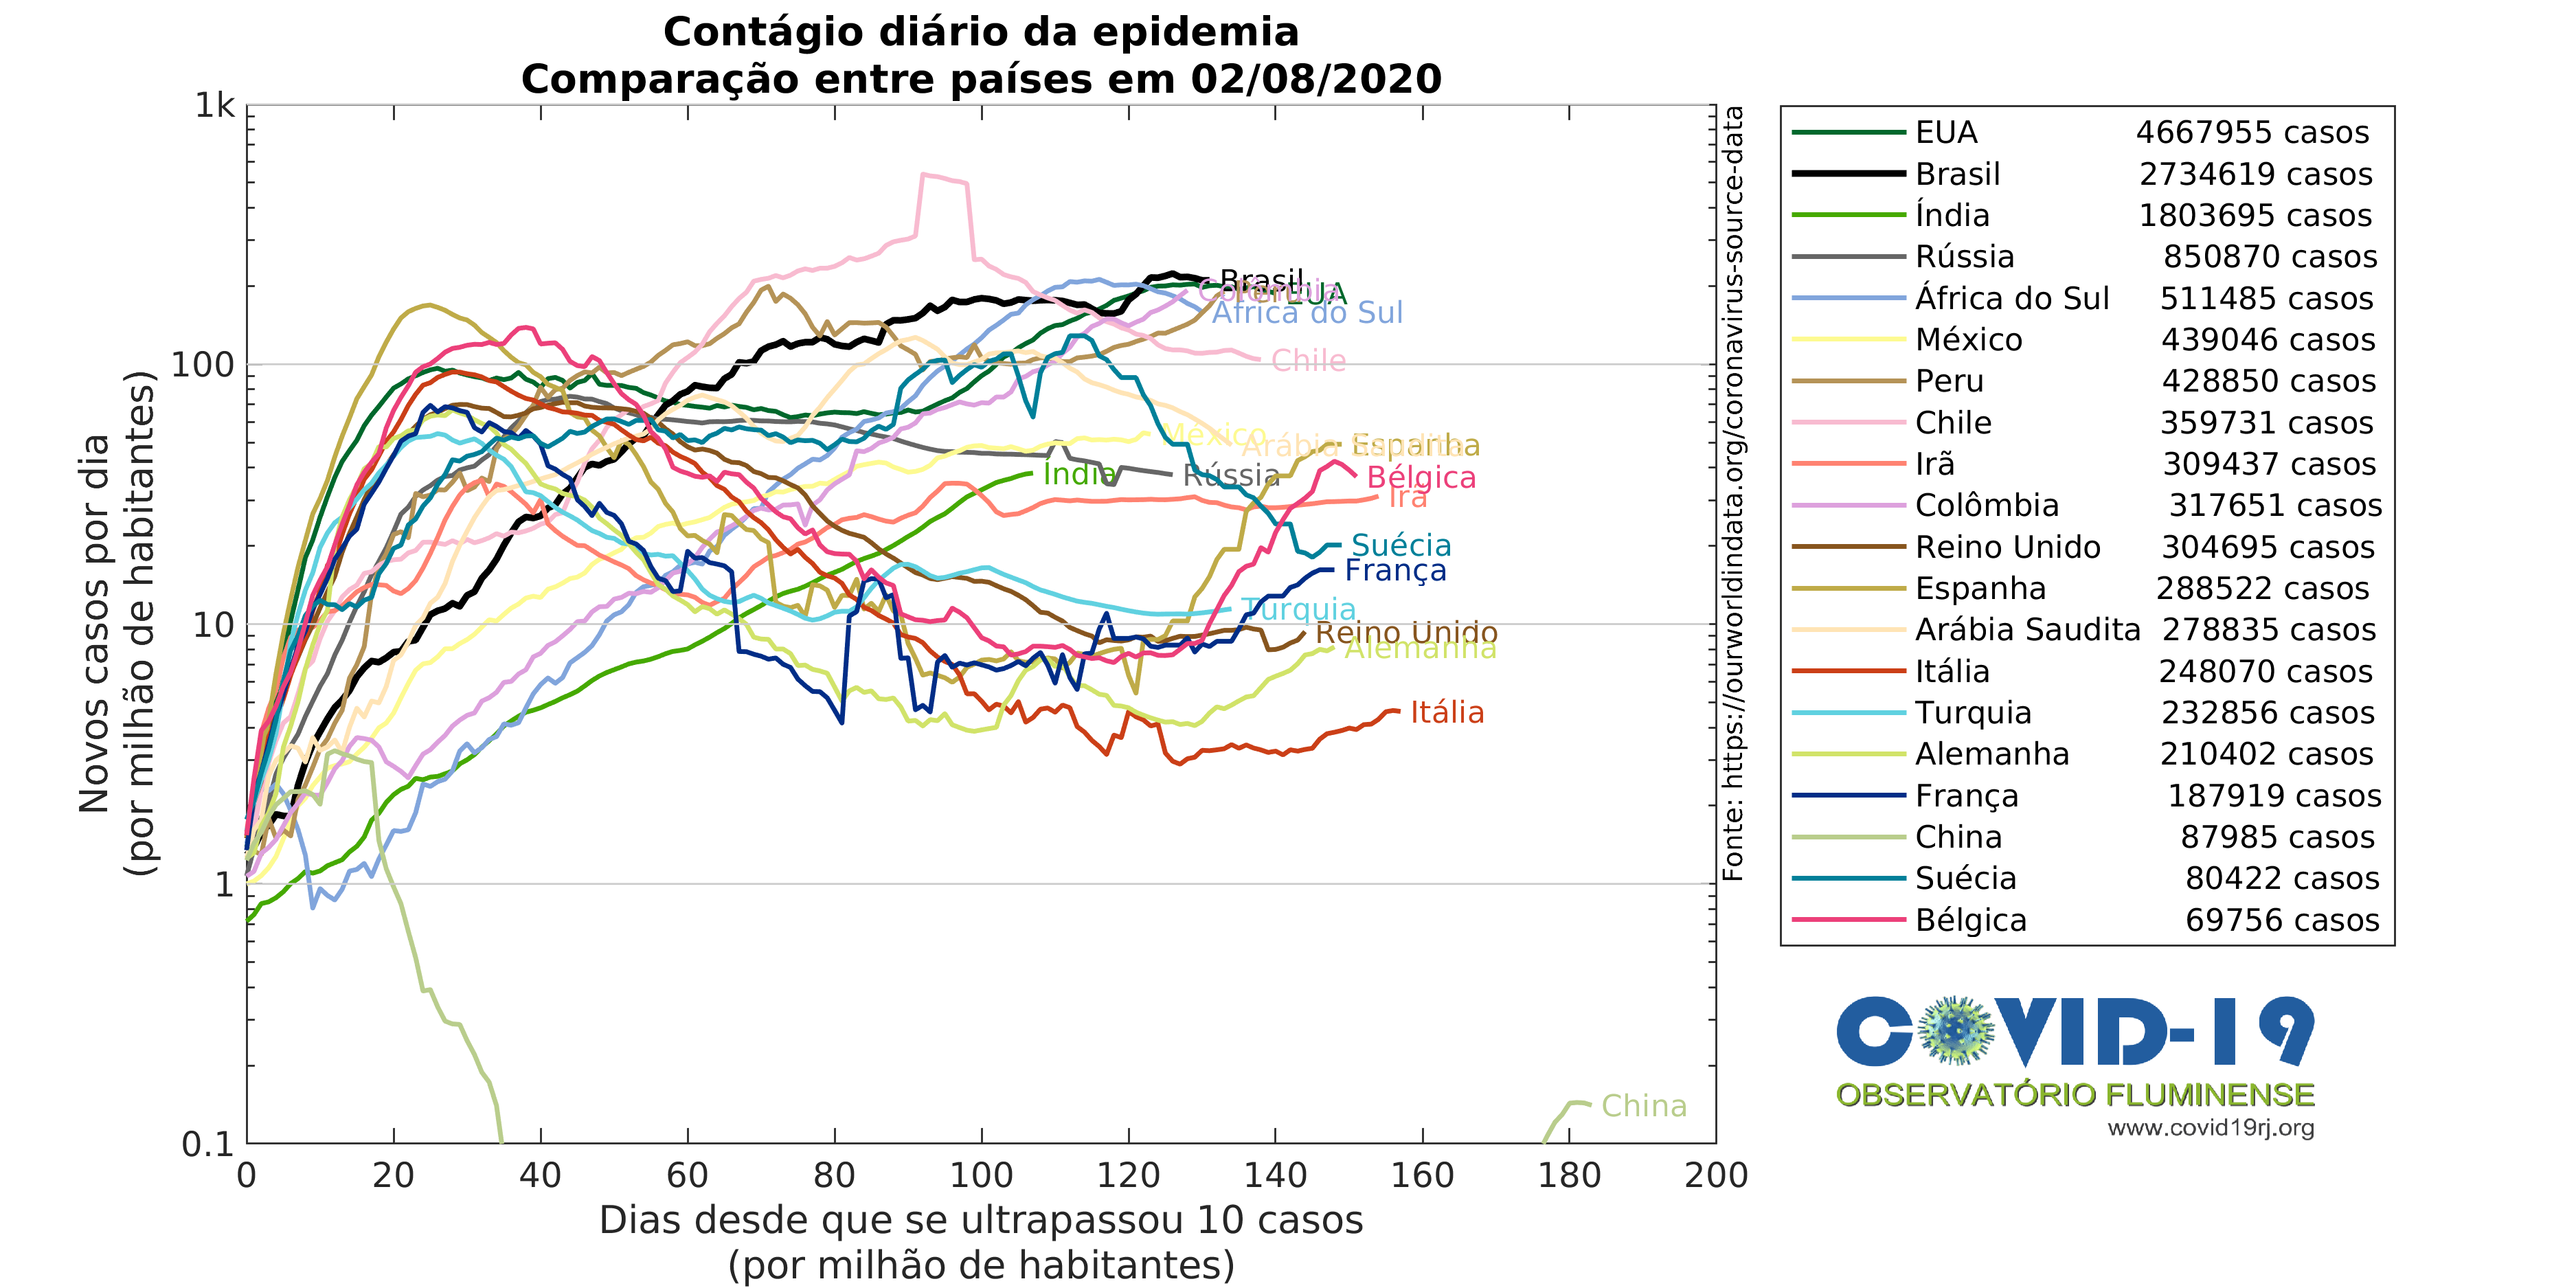 Contágio diário da epidemia
Comparação entre países em 02/08/2020
Novos casos por dia
(por milhão de habitantes)
1k
100
10
1
0.1
0 20 40 60 80 100 120 140 160 180 200
Dias desde que se ultrapassou 10 casos
(por milhão de habitantes)
Brasil
Colômbia
Peru
EUA
África do Sul
Chile
México
Arábia Saudita
Espanha
Índia
Rússia
Bélgica
Irã
Suécia
França
Turquia
Reino Unido
Alemanha
Itália
China
Fonte: https://ourworldindata.org/coronavirus-source-data
EUA 4667955 casos
Brasil 2734619 casos
Índia 1803695 casos
Rússia 850870 casos
África do Sul 511485 casos
México 439046 casos
Peru 428850 casos
Chile 359731 casos
Irã 309437 casos
Colômbia 317651 casos
Reino Unido 304695 casos
Espanha 288522 casos
Arábia Saudita 278835 casos
Itália 248070 casos
Turquia 232856 casos
Alemanha 210402 casos
França 187919 casos
China 87985 casos
Suécia 80422 casos
Bélgica 69756 casos
COVID-19
OBSERVATÓRIO FLUMINENSE
www.covid19rj.org